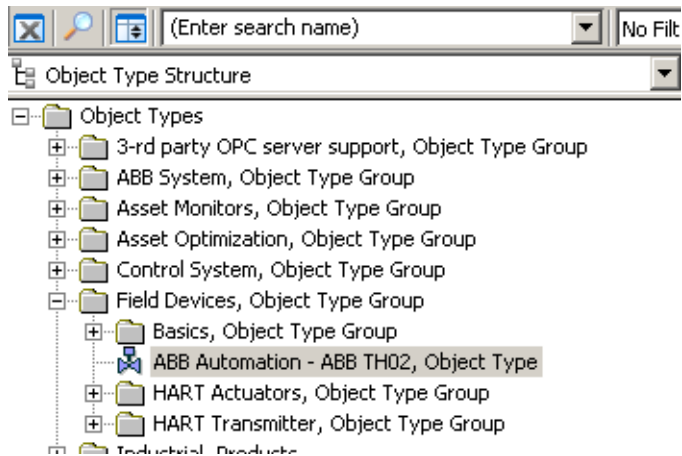 (Enter search name) No Filt
Object Type Structure
Object Types
3-rd party OPC server support, Object Type Group
ABB System, Object Type Group
Asset Monitors, Object Type Group
Asset Optimization, Object Type Group
Control System, Object Type Group
Field Devices, Object Type Group
Basics, Object Type Group
ABB Automation - ABB TH02, Object Type
HART Actuators, Object Type Group
HART Transmitter, Object Type Group
Industrial Products